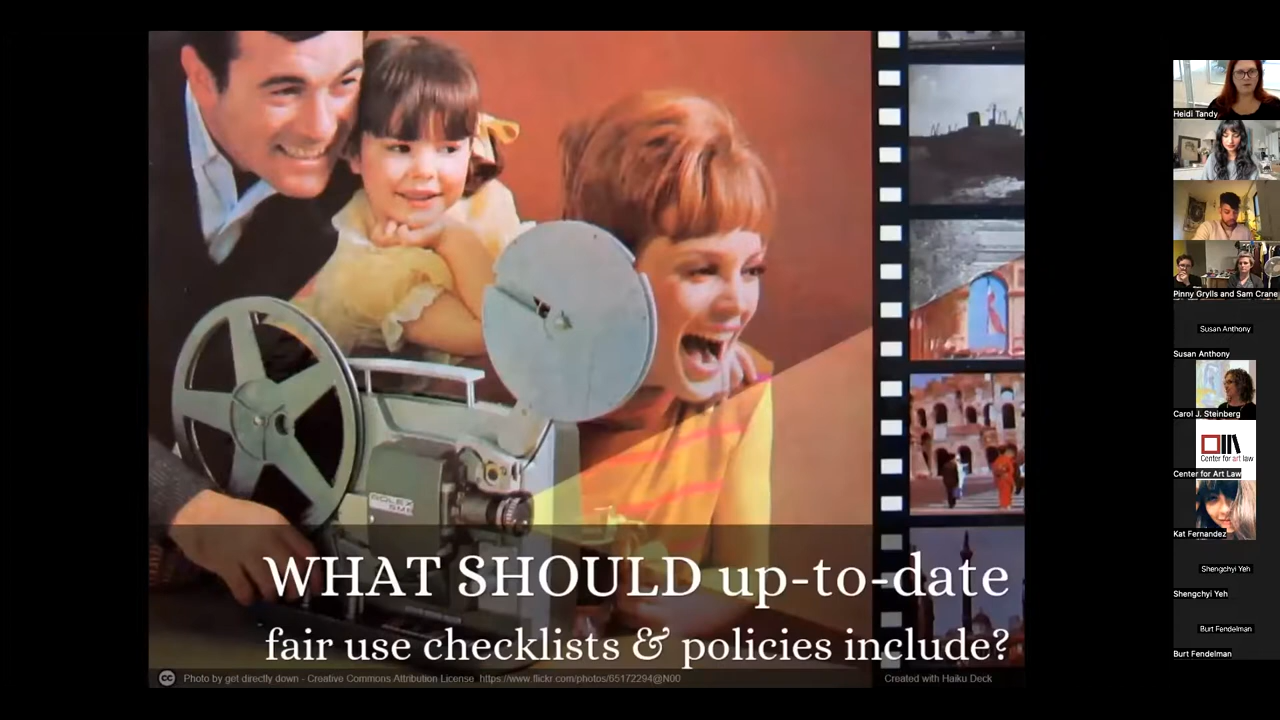 WHAT SHOULD up-to-date
fair use checklists & policies include?
Photo by get directly down - Creative Commons Attribution License https://www.flickr.com/photos/65172294@N00
Created with Haiku Deck
Heidi Tandy
Pinny Grylls and Sam Crane
Susan Anthony
Susan Anthony
Carol J. Steinberg
Center for art law
Center for Art Law
Kat Fernandez
Shengchyi Yeh
Shengchyi Yeh
Burt Fendelman
Burt Fendelman